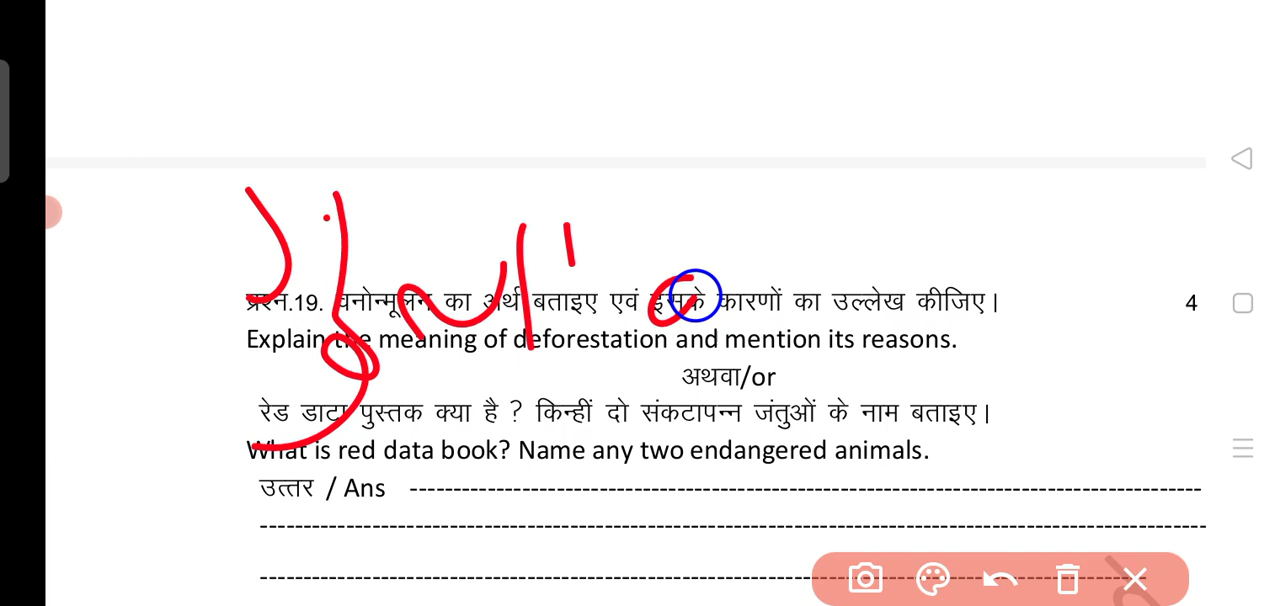 प्रश्न.19. वनोन्मूलन का अर्थ बताइए एवं इसके कारणों का उल्लेख कीजिए। 4
Explain the meaning of deforestation and mention its reasons.
अथवा/or
रेड डाटा पुस्तक क्या है ? किन्हीं दो संकटापन्न जंतुओं के नाम बताइए।
What is red data book? Name any two endangered animals.
उत्तर / Ans